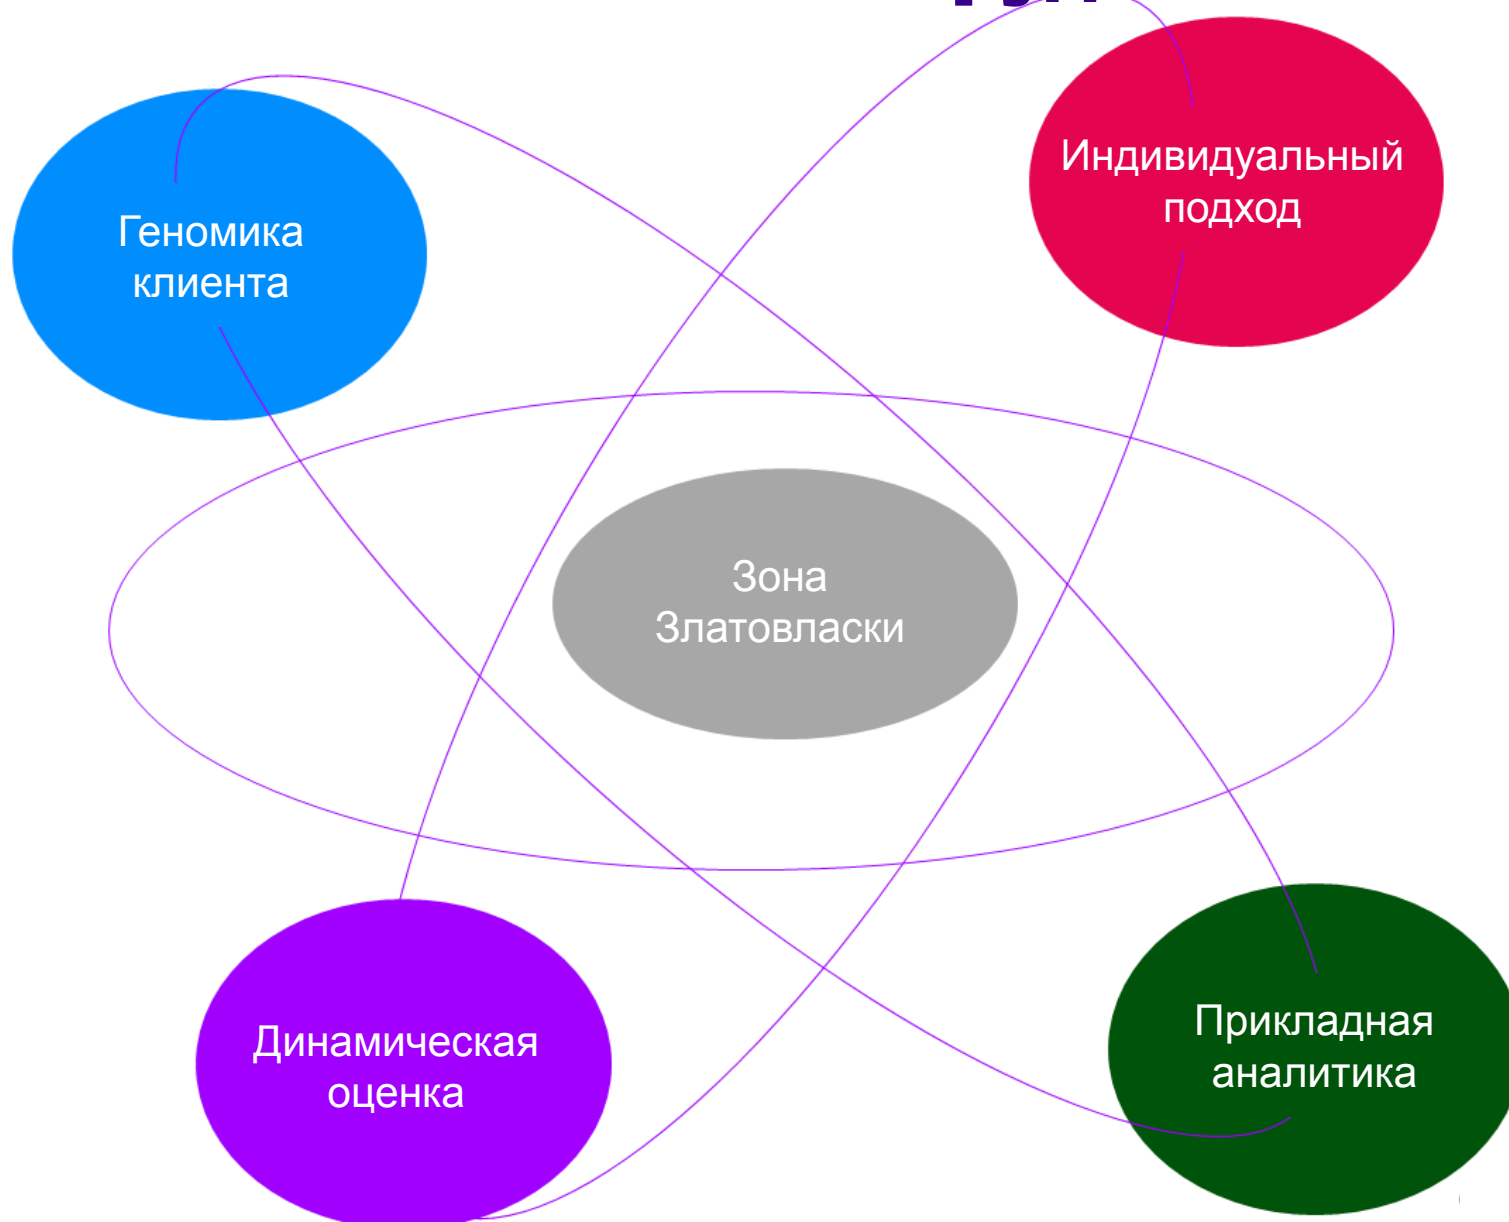 Геномика
клиента
Индивидуальный
подход
Зона
Златовласки
Динамическая
оценка
Прикладная
аналитика